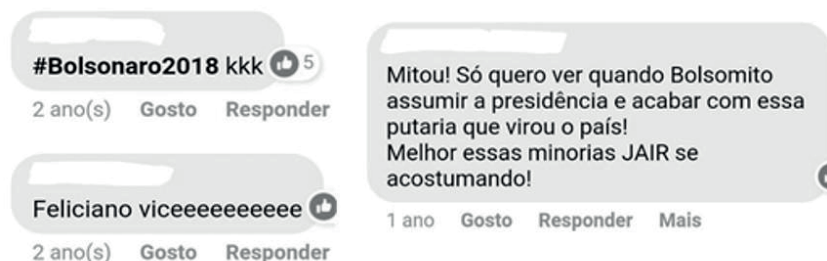 #Bolsonaro2018 kkk 5
2 ano(s) Gosto Responder
Feliciano viceeeeeeeeee
2 ano(s) Gosto Responder
Mitou! Só quero ver quando Bolsomito
assumir a presidência e acabar com essa
putaria que virou o país!
Melhor essas minorias JAIR se
acostumando!
1 ano Gosto Responder Mais